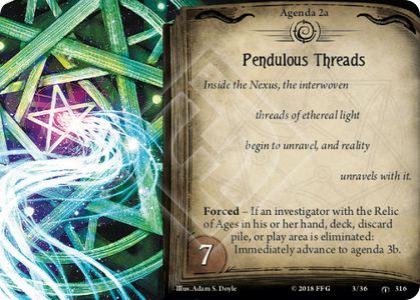 Agenda 2a
Pendulous Threads
Inside the Nexus, the interwoven
threads of ethereal light
begin to unravel, and reality
unravels with it.
Forced – If an investigator with the Relic
of Ages in his or her hand, deck, discard
pile, or play area is eliminated:
Immediately advance to agenda 3b.
7
Illus. Adam S. Doyle
© 2018 FFG
3/36
316